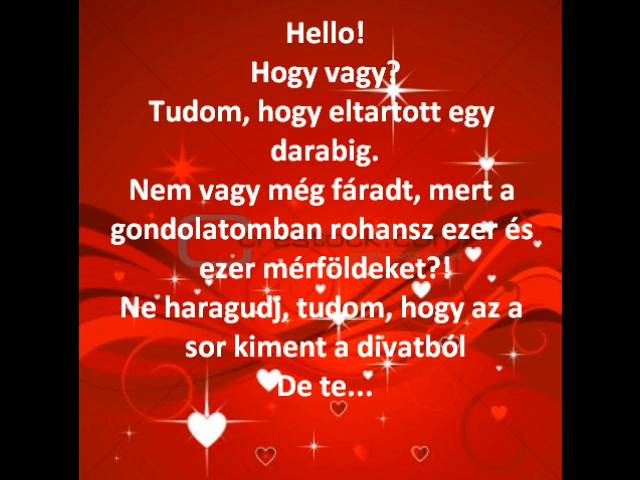 Hello!
Hogy vagy?
Tudom, hogy eltartott egy
darabig.
Nem vagy még fáradt, mert a
gondolatomban rohansz ezer és
ezer mérföldeket?!
Ne haragudj, tudom, hogy az a
sor kiment a divatból
De te...